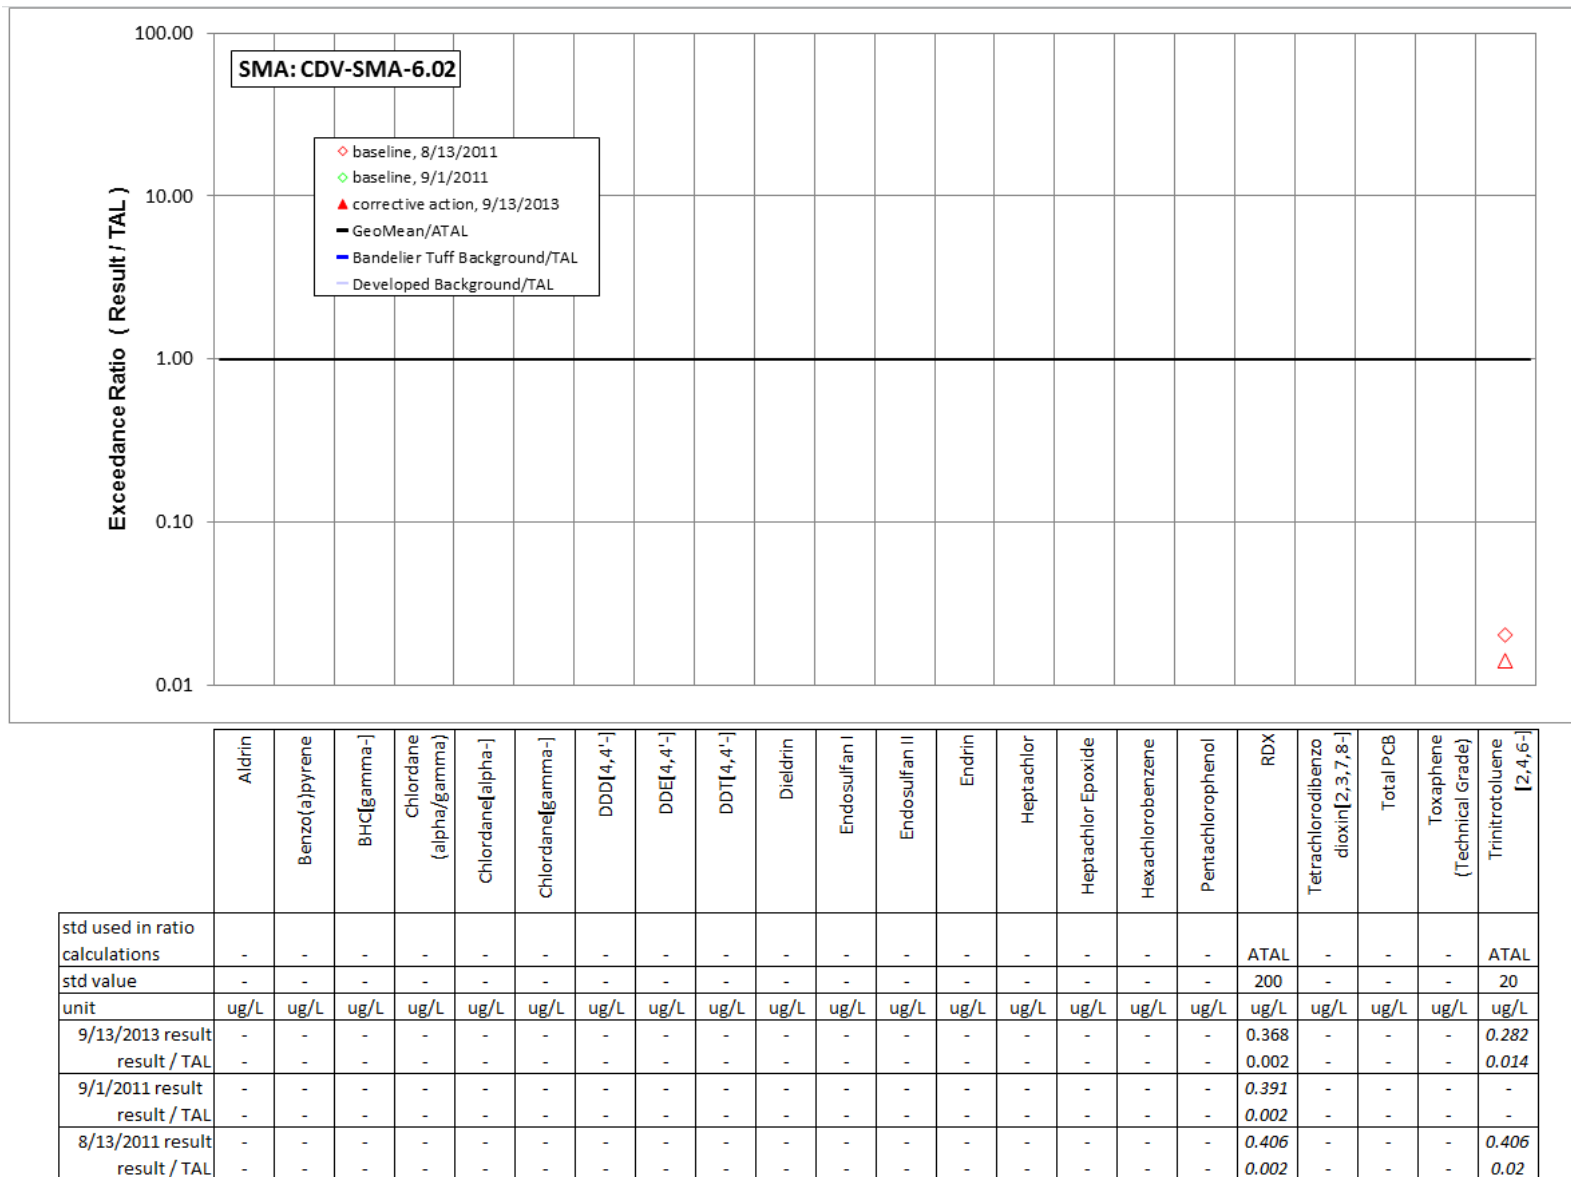 100.00
SMA: CDV-SMA-6.02
baseline, 8/13/2011
baseline, 9/1/2011
corrective action, 9/13/2013
GeoMean/ATAL
Bandelier Tuff Background/TAL
Developed Background/TAL
10.00
1.00
0.10
0.01
Exceedance Ratio ( Result / TAL )
Aldrin
Benzo(a)pyrene
BHC[gamma-]
Chlordane
(alpha/gamma)
Chlordane[alpha-]
Chlordane[gamma-]
DDD[4,4'-]
DDE[4,4'-]
DDT[4,4'-]
Dieldrin
Endosulfan I
Endosulfan II
Endrin
Heptachlor
Heptachlor Epoxide
Hexachlorobenzene
Pentachlorophenol
RDX
Tetrachlorodibenzo
dioxin[2,3,7,8-]
Total PCB
Toxaphene
(Technical Grade)
Trinitrotoluene
[2,4,6-]
std used in ratio
calculations - - - - - - - - - - - - - - - - - ATAL - - - ATAL
std value - - - - - - - - - - - - - - - - - 200 - - - 20
unit ug/L ug/L ug/L ug/L ug/L ug/L ug/L ug/L ug/L ug/L ug/L ug/L ug/L ug/L ug/L ug/L ug/L ug/L ug/L ug/L ug/L ug/L
9/13/2013 result - - - - - - - - - - - - - - - - - 0.368 - - - 0.282
result / TAL - - - - - - - - - - - - - - - - - 0.002 - - - 0.014
9/1/2011 result - - - - - - - - - - - - - - - - - 0.391 - - - -
result / TAL - - - - - - - - - - - - - - - - - 0.002 - - - -
8/13/2011 result - - - - - - - - - - - - - - - - - 0.406 - - - 0.406
result / TAL - - - - - - - - - - - - - - - - - 0.002 - - - 0.02